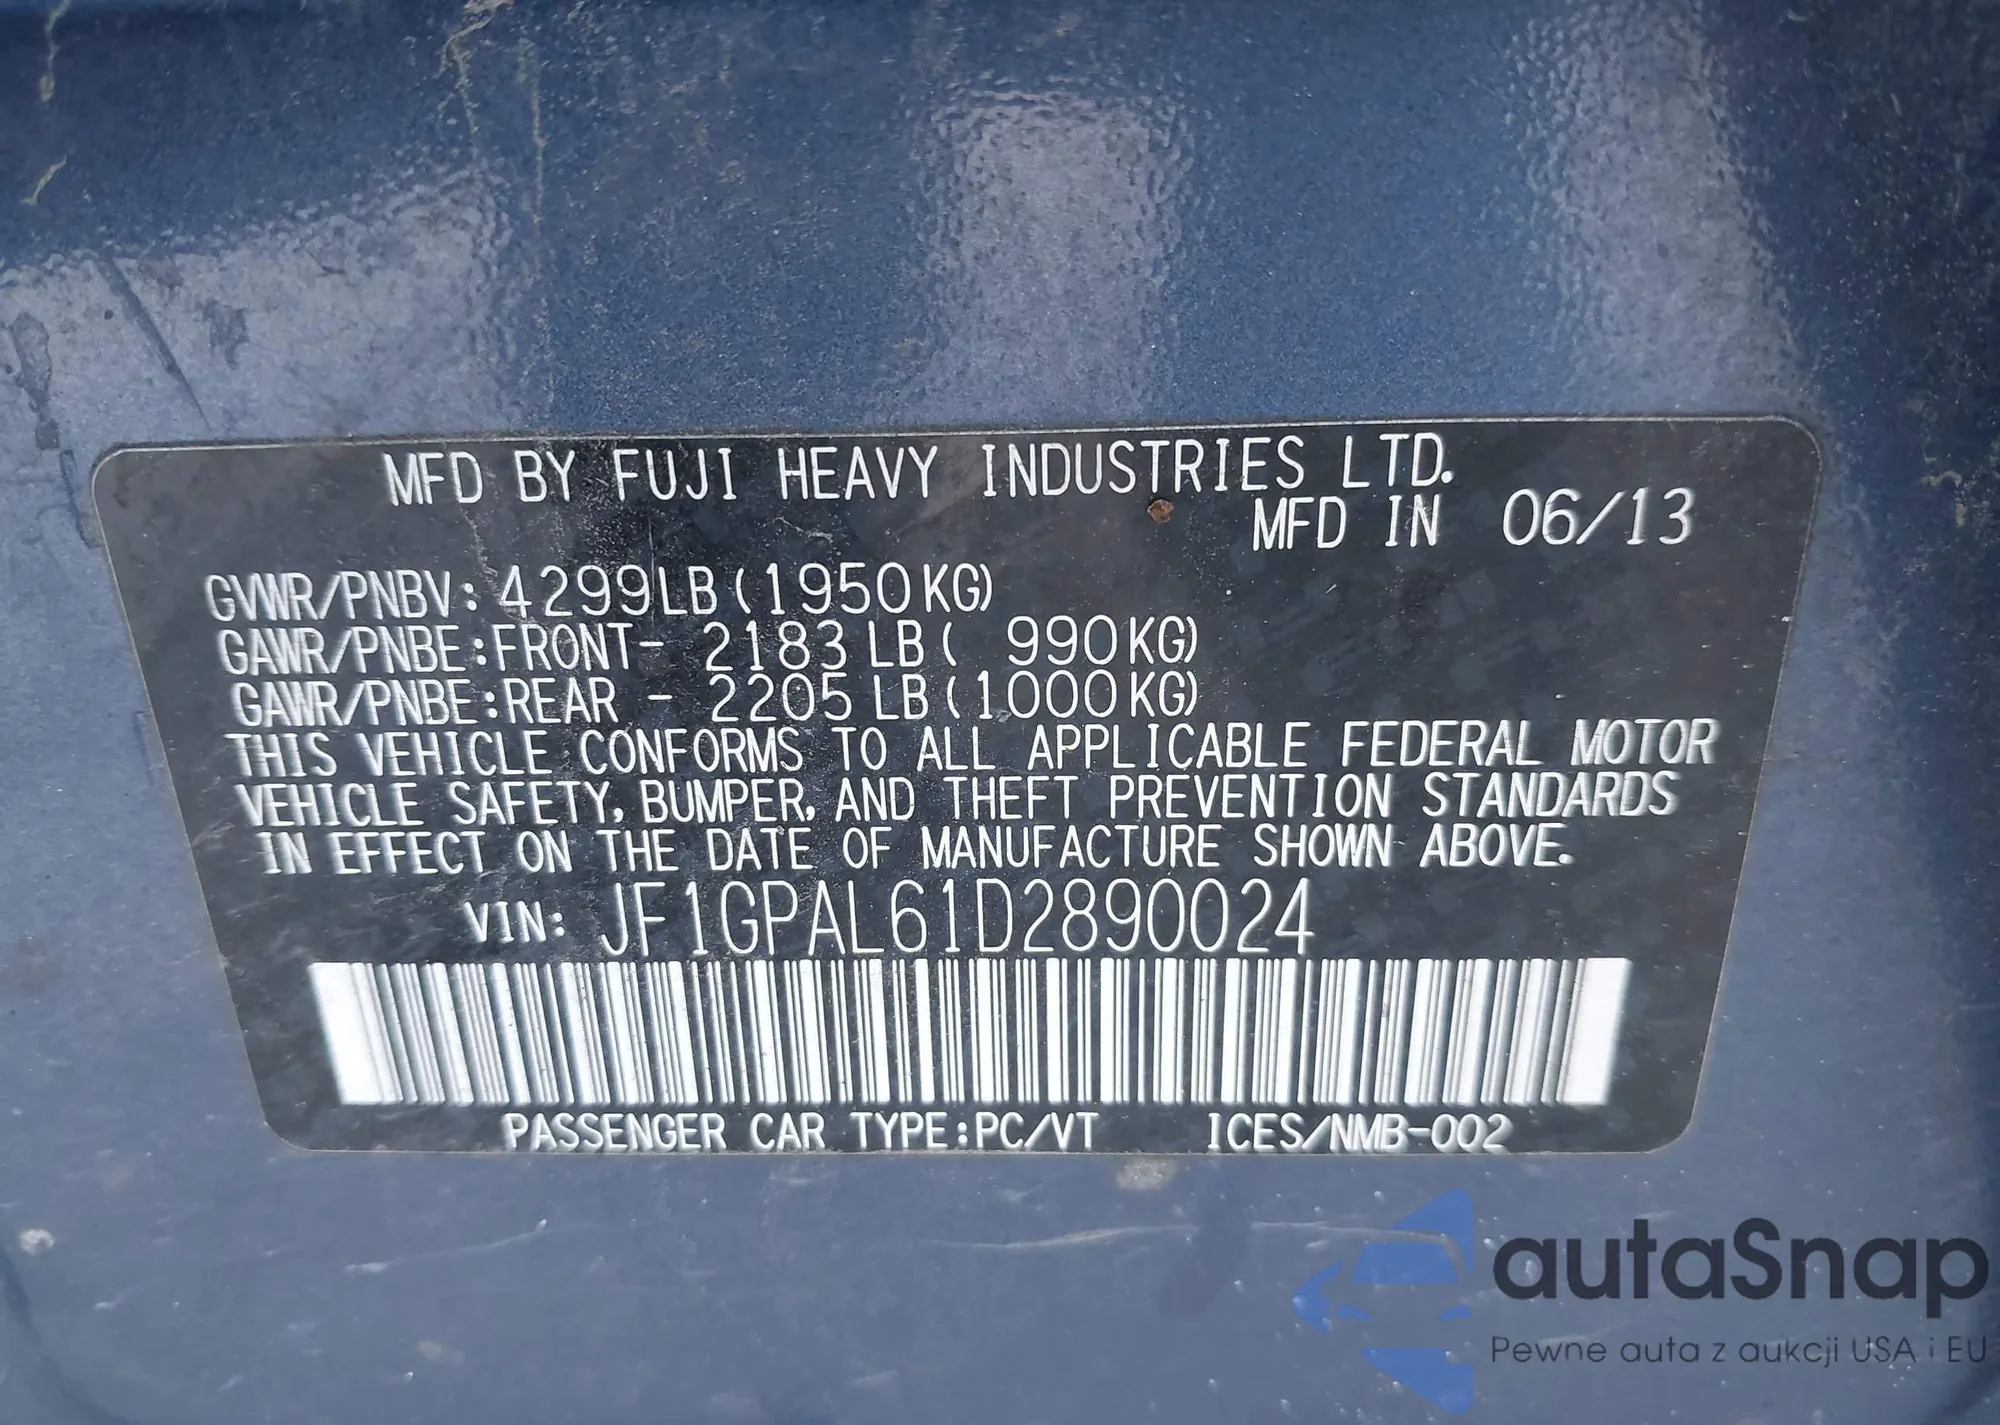 MFD BY FUJI HEAVY INDUSTRIES LTD.
MFD IN 06/13
GVWR/PNBV: 4299LB (1950KG)
GAWR/PNBE:FRONT- 2183 LB ( 990KG)
GAWR/PNBE:REAR - 2205 LB (1000KG)
THIS VEHICLE CONFORMS TO ALL APPLICABLE FEDERAL MOTOR
VEHICLE SAFETY, BUMPER, AND THEFT PREVENTION STANDARDS
IN EFFECT ON THE DATE OF MANUFACTURE SHOWN ABOVE.
VIN: JF1GPAL61D2890024
PASSENGER CAR TYPE:PC/VT ICES/NMB-002
autaSnap
Pewne auta z aukcji USA i EU